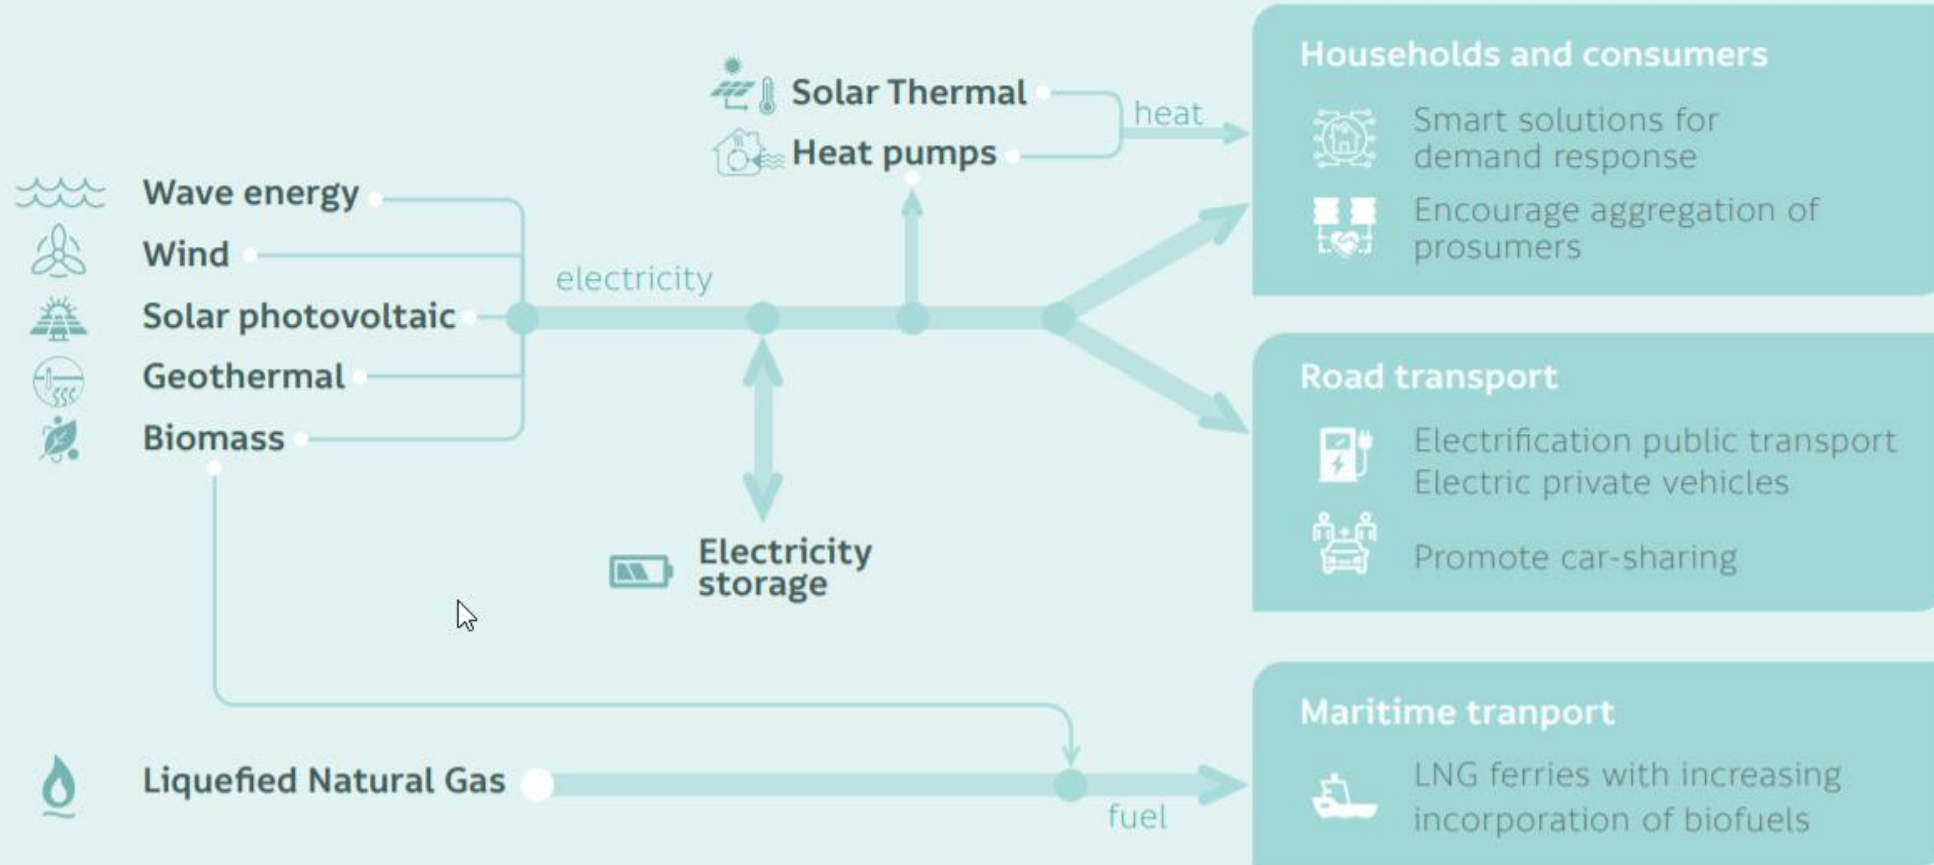 Solar Thermal
Heat pumps
heat
Wave energy
Wind
Solar photovoltaic
Geothermal
Biomass
electricity
Electricity
storage
Liquefied Natural Gas
fuel
Households and consumers
Smart solutions for
demand response
Encourage aggregation of
prosumers
Road transport
Electrification public transport
Electric private vehicles
Promote car-sharing
Maritime tranport
LNG ferries with increasing
incorporation of biofuels